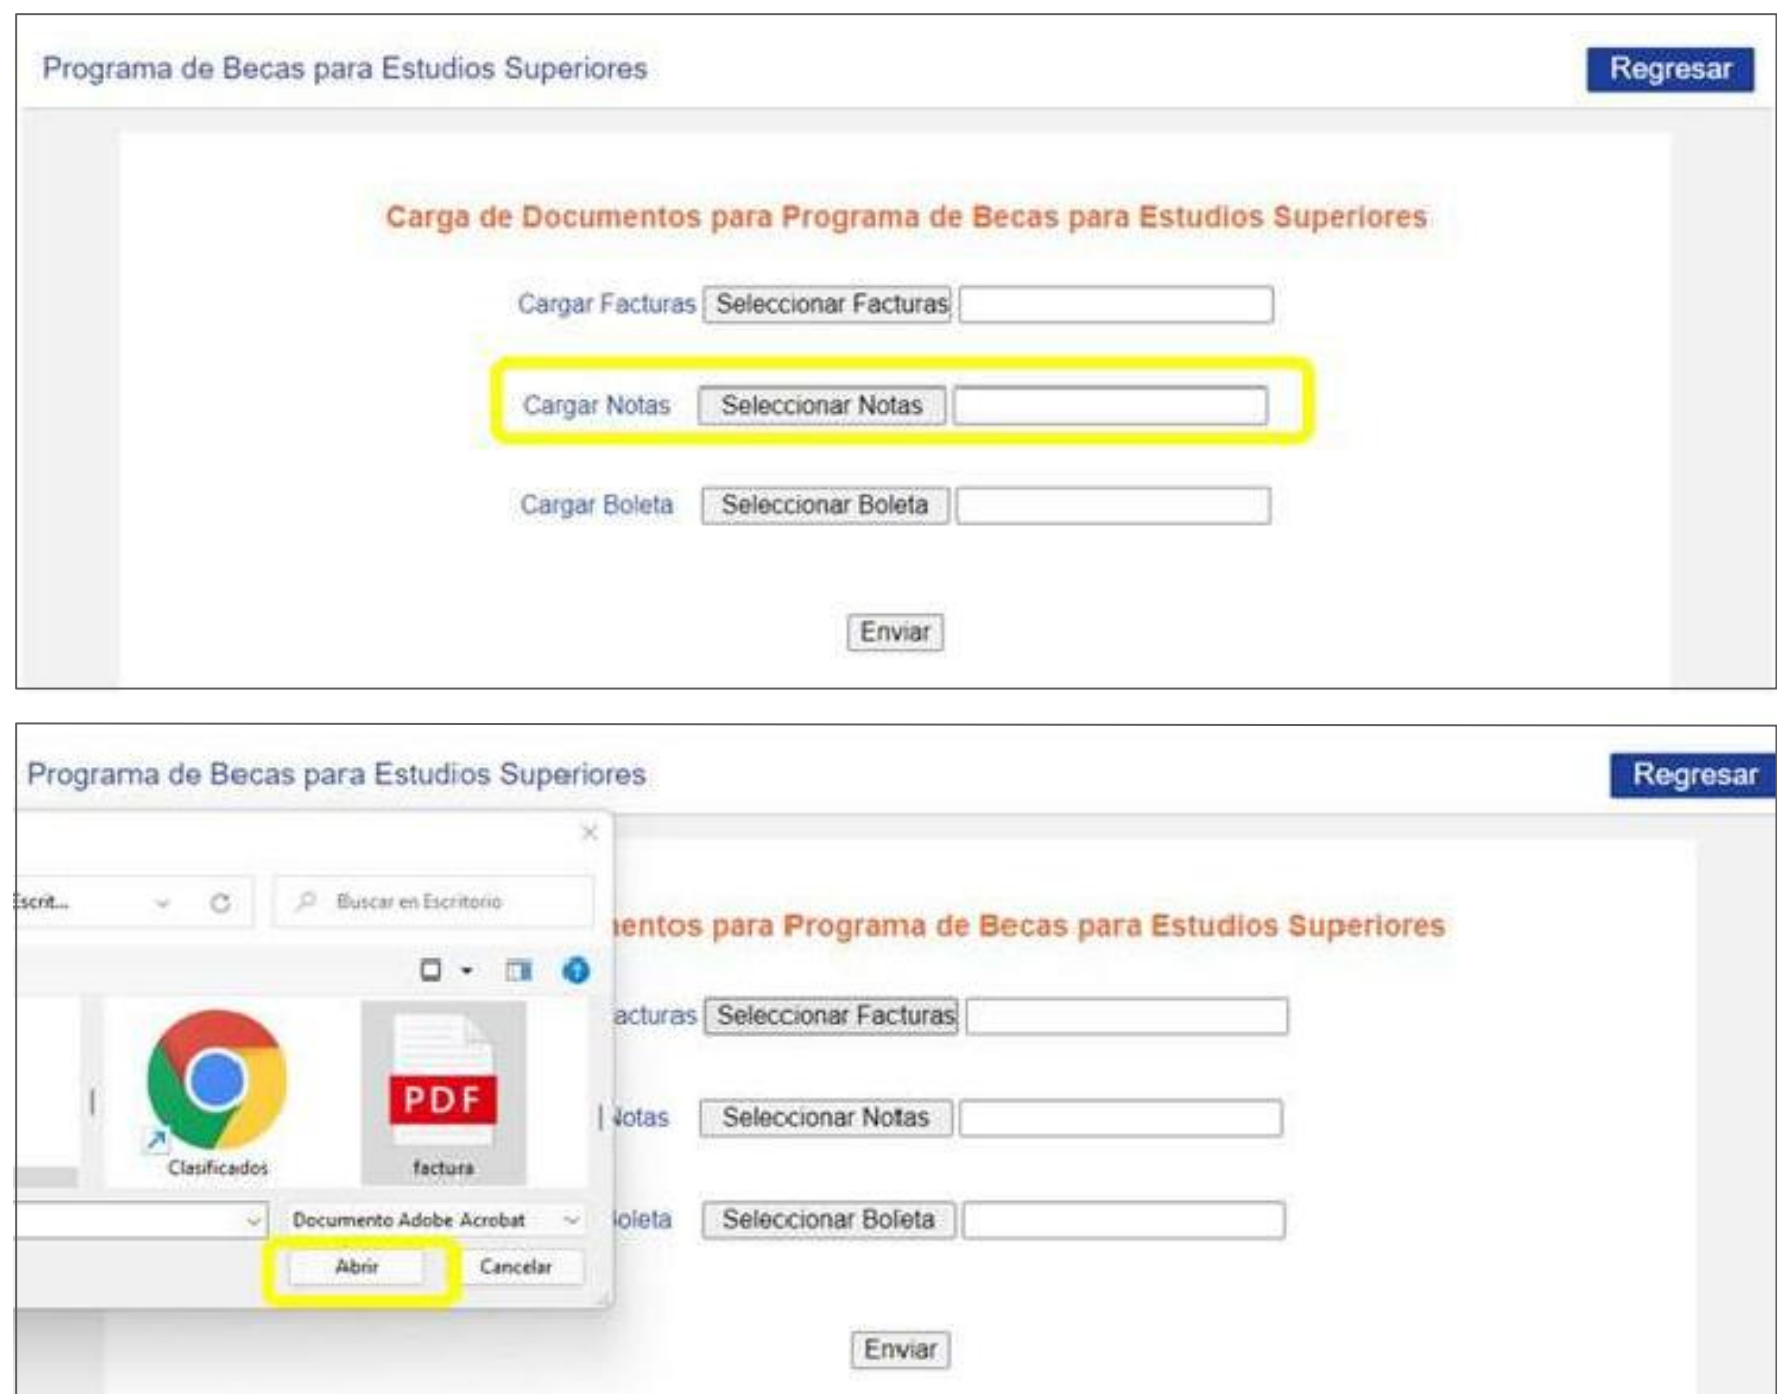 Programa de Becas para Estudios Superiores
Regresar
Carga de Documentos para Programa de Becas para Estudios Superiores
Cargar Facturas Seleccionar Facturas
Cargar Notas Seleccionar Notas
Cargar Boleta Seleccionar Boleta
Enviar
Programa de Becas para Estudios Superiores
Regresar
Escrit... Buscar en Escritorio
entos para Programa de Becas para Estudios Superiores
PDF
Clasificados factura
acturas Seleccionar Facturas
Notas Seleccionar Notas
oleta Seleccionar Boleta
Documento Adobe Acrobat
Abrir Cancelar
Enviar